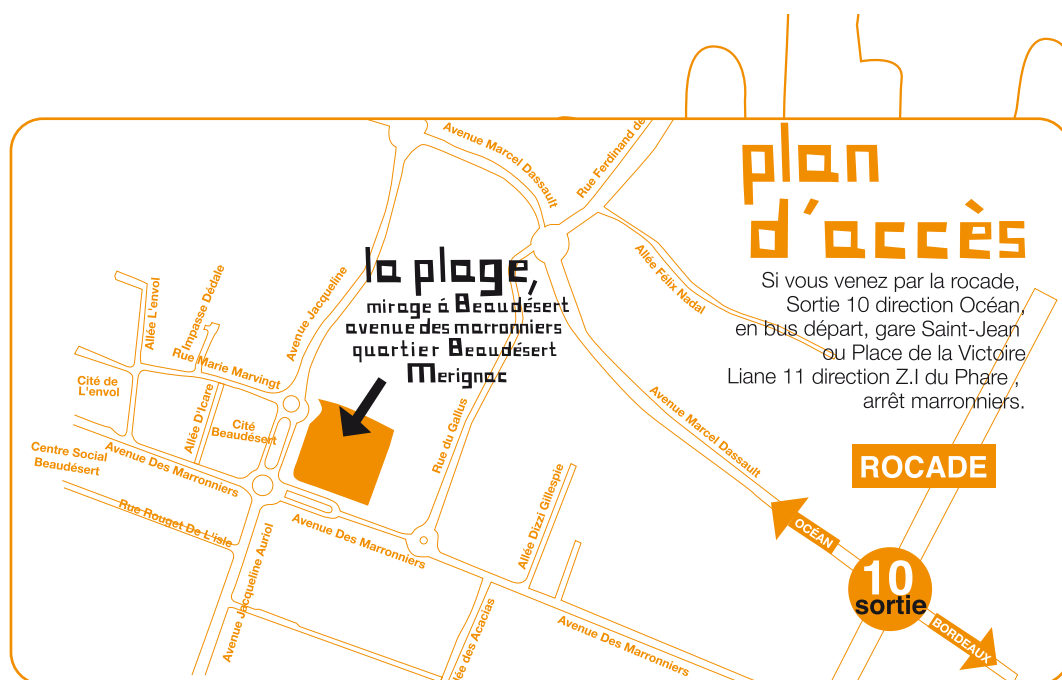 plan
d'accès
Si vous venez par la rocade,
Sortie 10 direction Océan,
en bus départ, gare Saint-Jean
ou Place de la Victoire
Liane 11 direction Z.I du Phare ,
arrêt marronniers.
la plage,
mirage á Beaudésert
avenue des marronniers
quartier Beaudésert
Merignac
Avenue Marcel Dassault
Rue Ferdinand de
Allée Félix Nadal
Allée L'envol
Impasse Dédale
Avenue Jacqueline
Rue Marie Marvingt
Cité de
L'envol
Allée D'Icare
Cité
Beaudésert
Centre Social
Beaudésert
Avenue Des Marronniers
Rue Rouget De L'isle
Avenue Jacqueline Auriol
Avenue Des Marronniers
Rue du Gallus
Allée Dizzi Gillespie
Avenue Marcel Dassault
ée des Acacias
Avenue Des Marronniers
ROCADE
OCÉAN
10
sortie
BORDEAUX